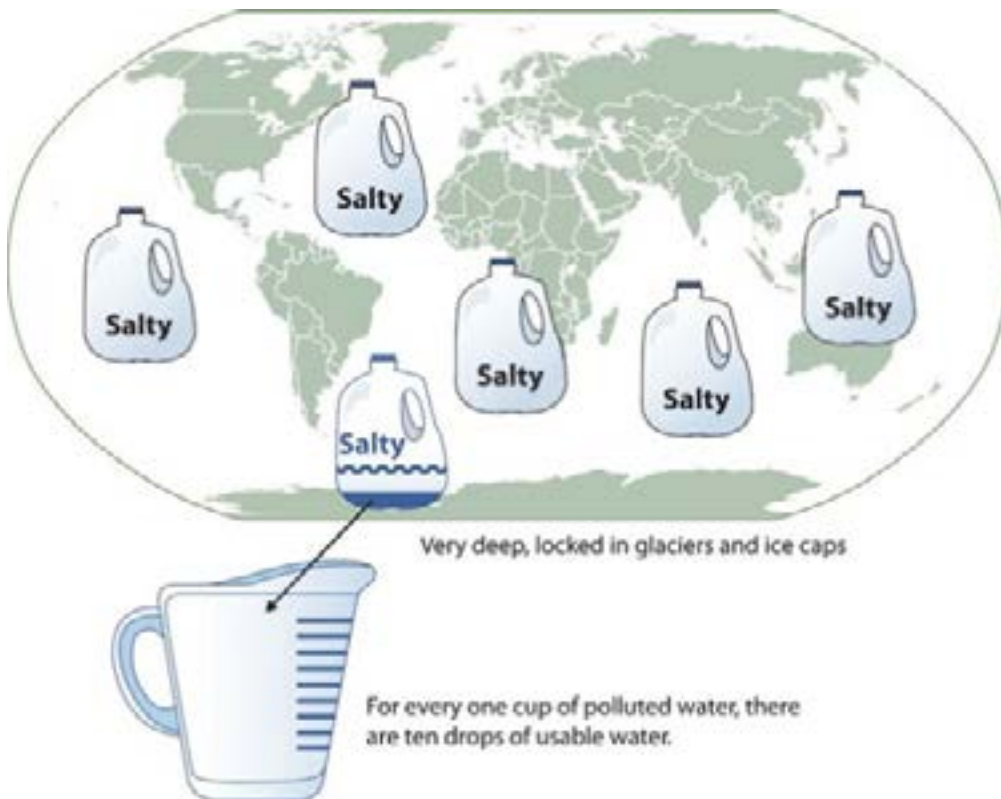 Salty
Salty
Salty
Salty
Salty
Salty
Very deep, locked in glaciers and ice caps
For every one cup of polluted water, there
are ten drops of usable water.